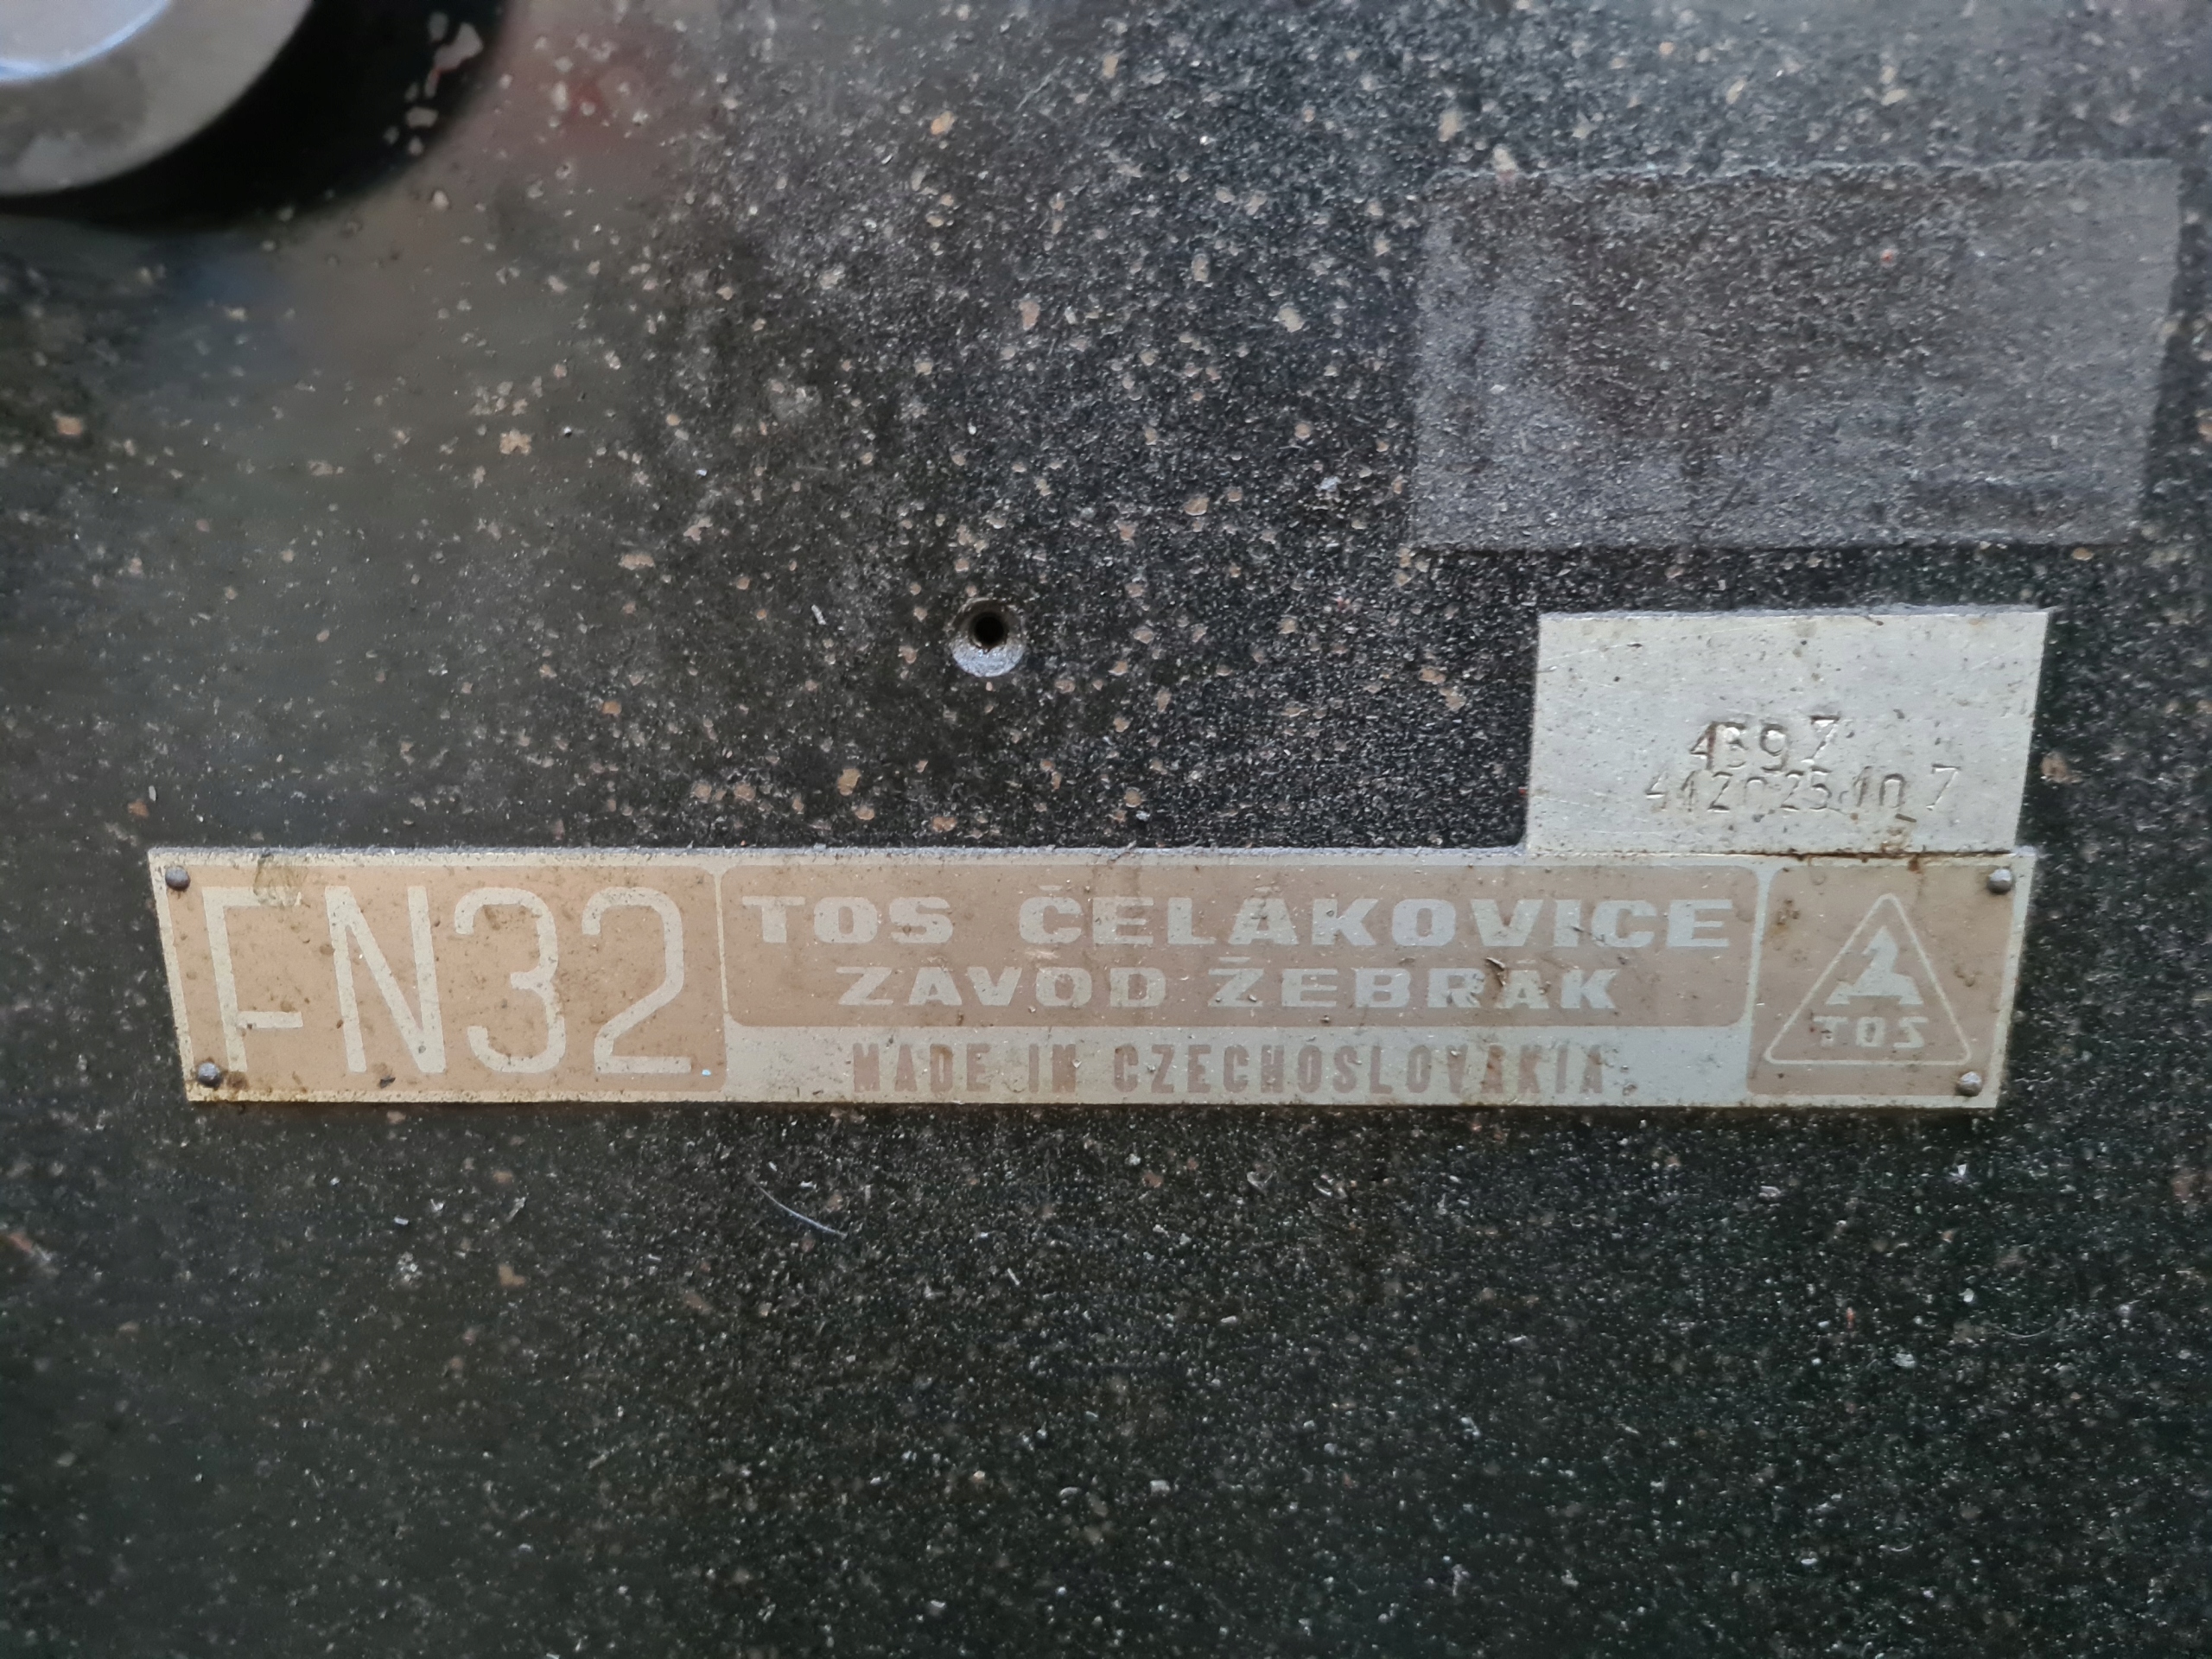 4397
FN32
TOS ČELÁKOVICE
ZÁVOD ŽEBRÁK
MADE IN CZECHOSLOVAKIA
TOS